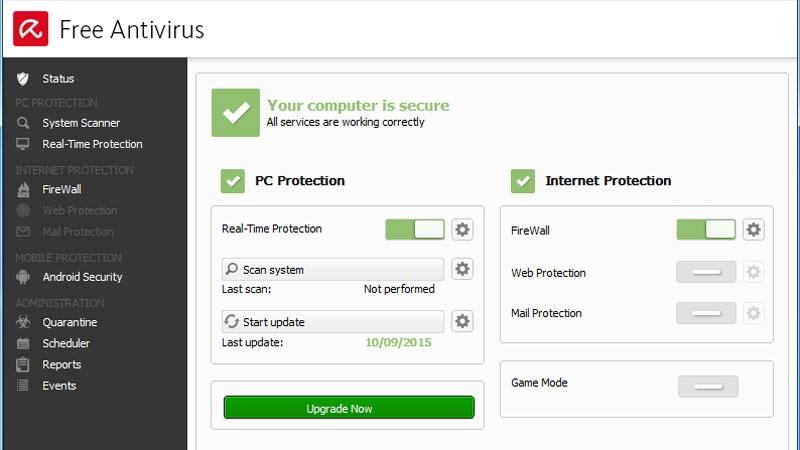 Free Antivirus
Status
PC PROTECTION
System Scanner
Real-Time Protection
INTERNET PROTECTION
FireWall
Web Protection
Mail Protection
MOBILE PROTECTION
Android Security
ADMINISTRATION
Quarantine
Scheduler
Reports
Events
Your computer is secure
All services are working correctly
PC Protection
Real-Time Protection
Scan system
Last scan: Not performed
Start update
Last update: 10/09/2015
Upgrade Now
Internet Protection
FireWall
Web Protection
Mail Protection
Game Mode